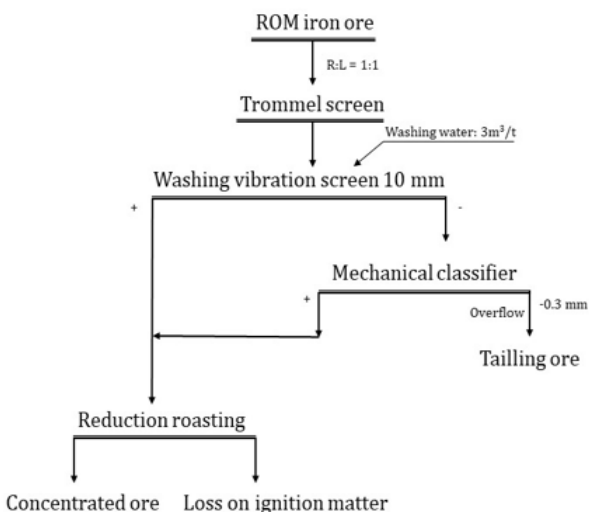 ROM iron ore
R:L = 1:1
Trommel screen
Washing water: 3m³/t
Washing vibration screen 10 mm
+
-
Mechanical classifier
+
Overflow
-0.3 mm
Tailling ore
Reduction roasting
Concentrated ore
Loss on ignition matter